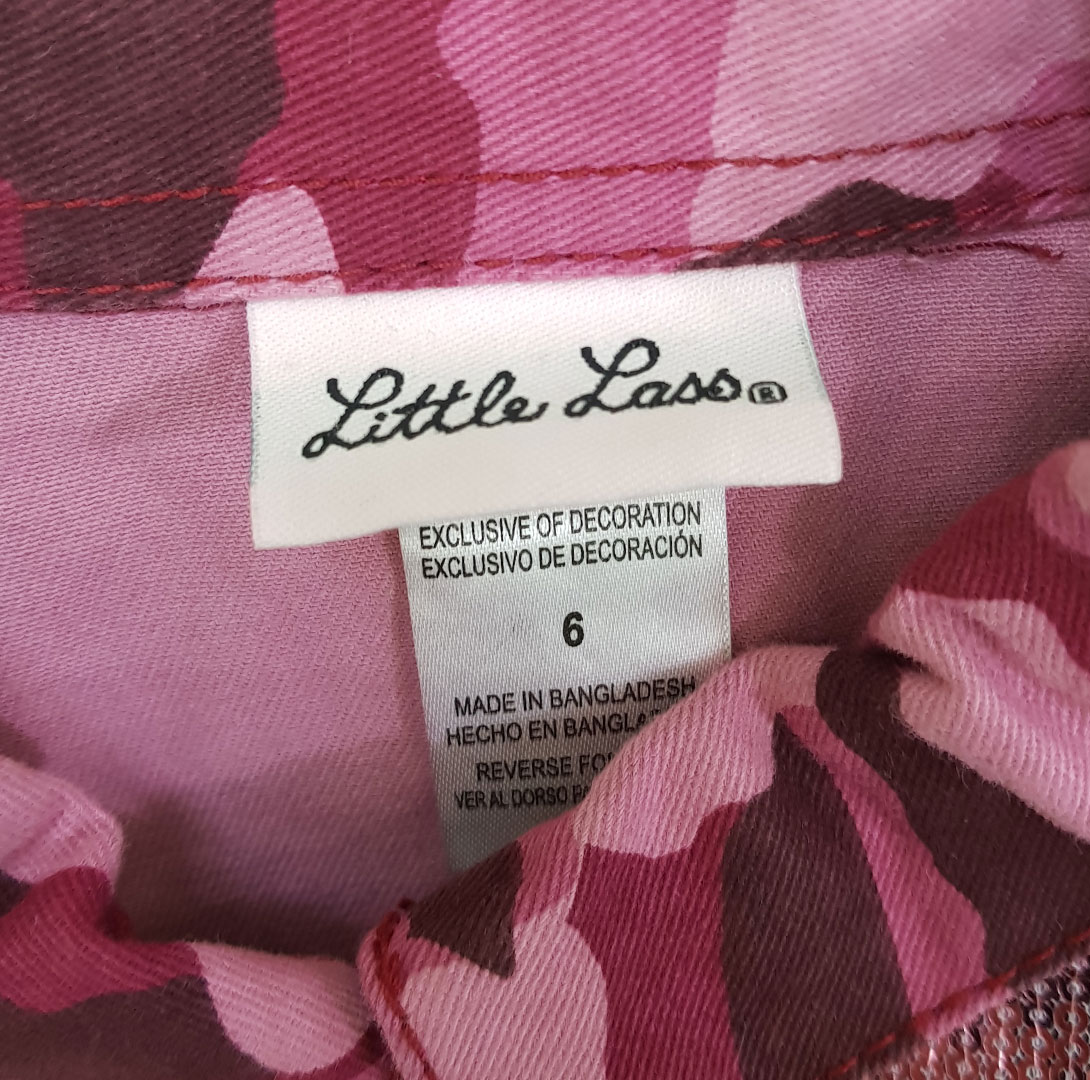 Little Lass®
EXCLUSIVE OF DECORATION
EXCLUSIVO DE DECORACIÓN
6
MADE IN BANGLADESH
HECHO EN
REVERSE
VER AL DORSO